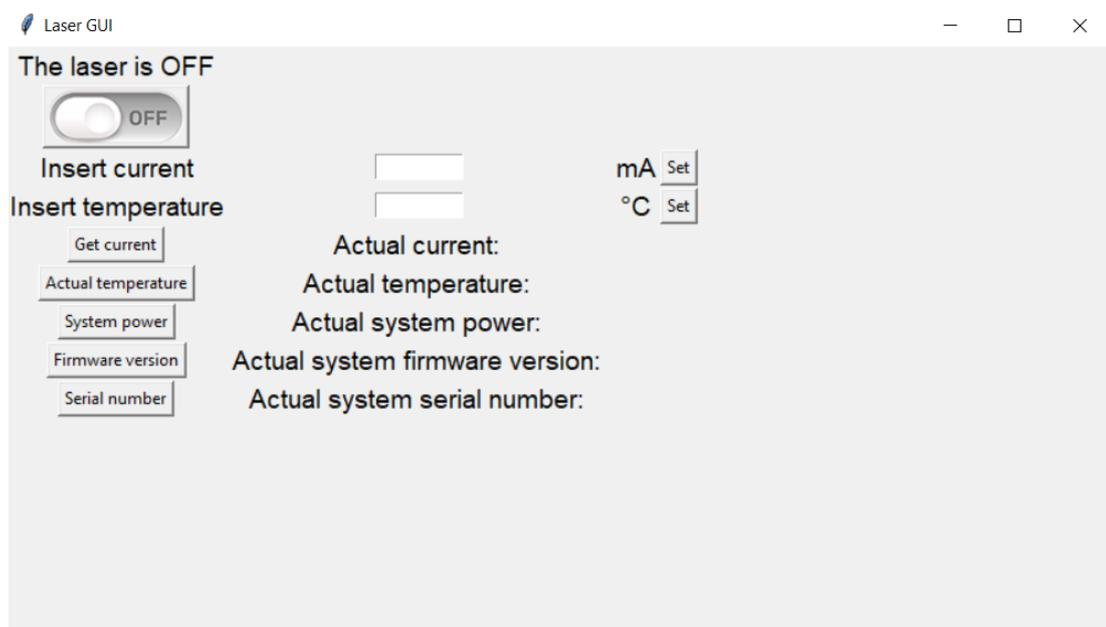 Laser GUI
The laser is OFF
OFF
Insert current mA Set
Insert temperature °C Set
Get current Actual current:
Actual temperature Actual temperature:
System power Actual system power:
Firmware version Actual system firmware version:
Serial number Actual system serial number: